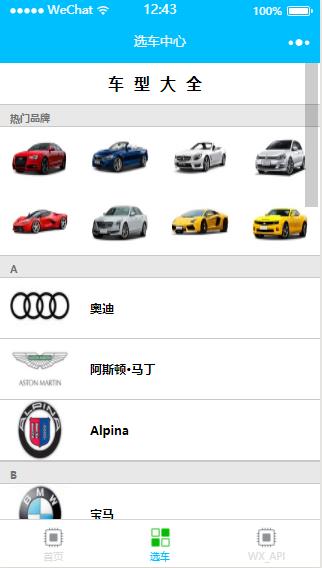 WeChat 12:43 100%
选车中心
车 型 大 全
热门品牌
A
奥迪
ASTON MARTIN
阿斯顿•马丁
ALPINA
Alpina
B
BMW
宝马
首页 选车 WX_API